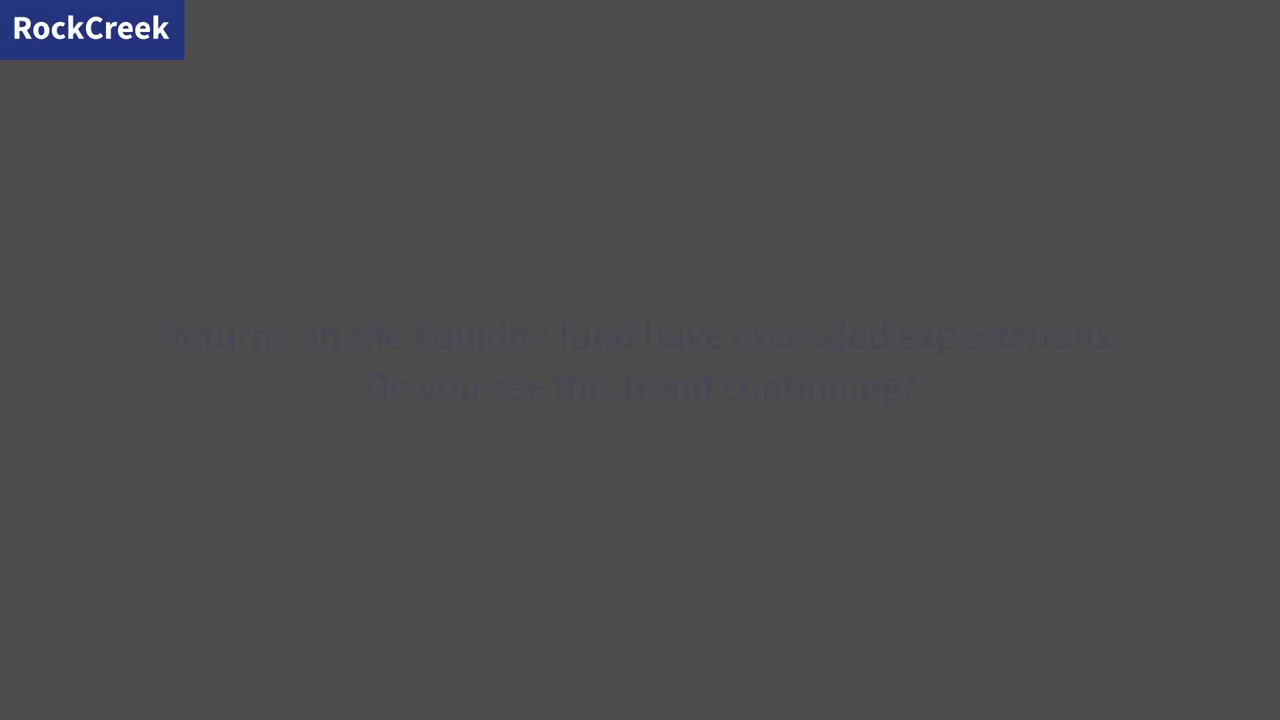 RockCreek
Returns on the liquidity fund have exceeded expectations.
Do you see this trend continuing?